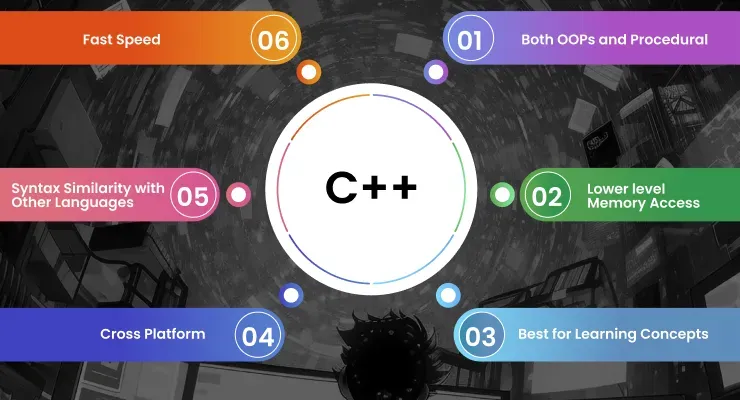 C++
01
Both OOPs and Procedural
02
Lower level
Memory Access
03
Best for Learning Concepts
04
Cross Platform
05
Syntax Similarity with
Other Languages
06
Fast Speed